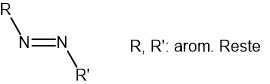 R
N=N
R'
R, R': arom. Reste